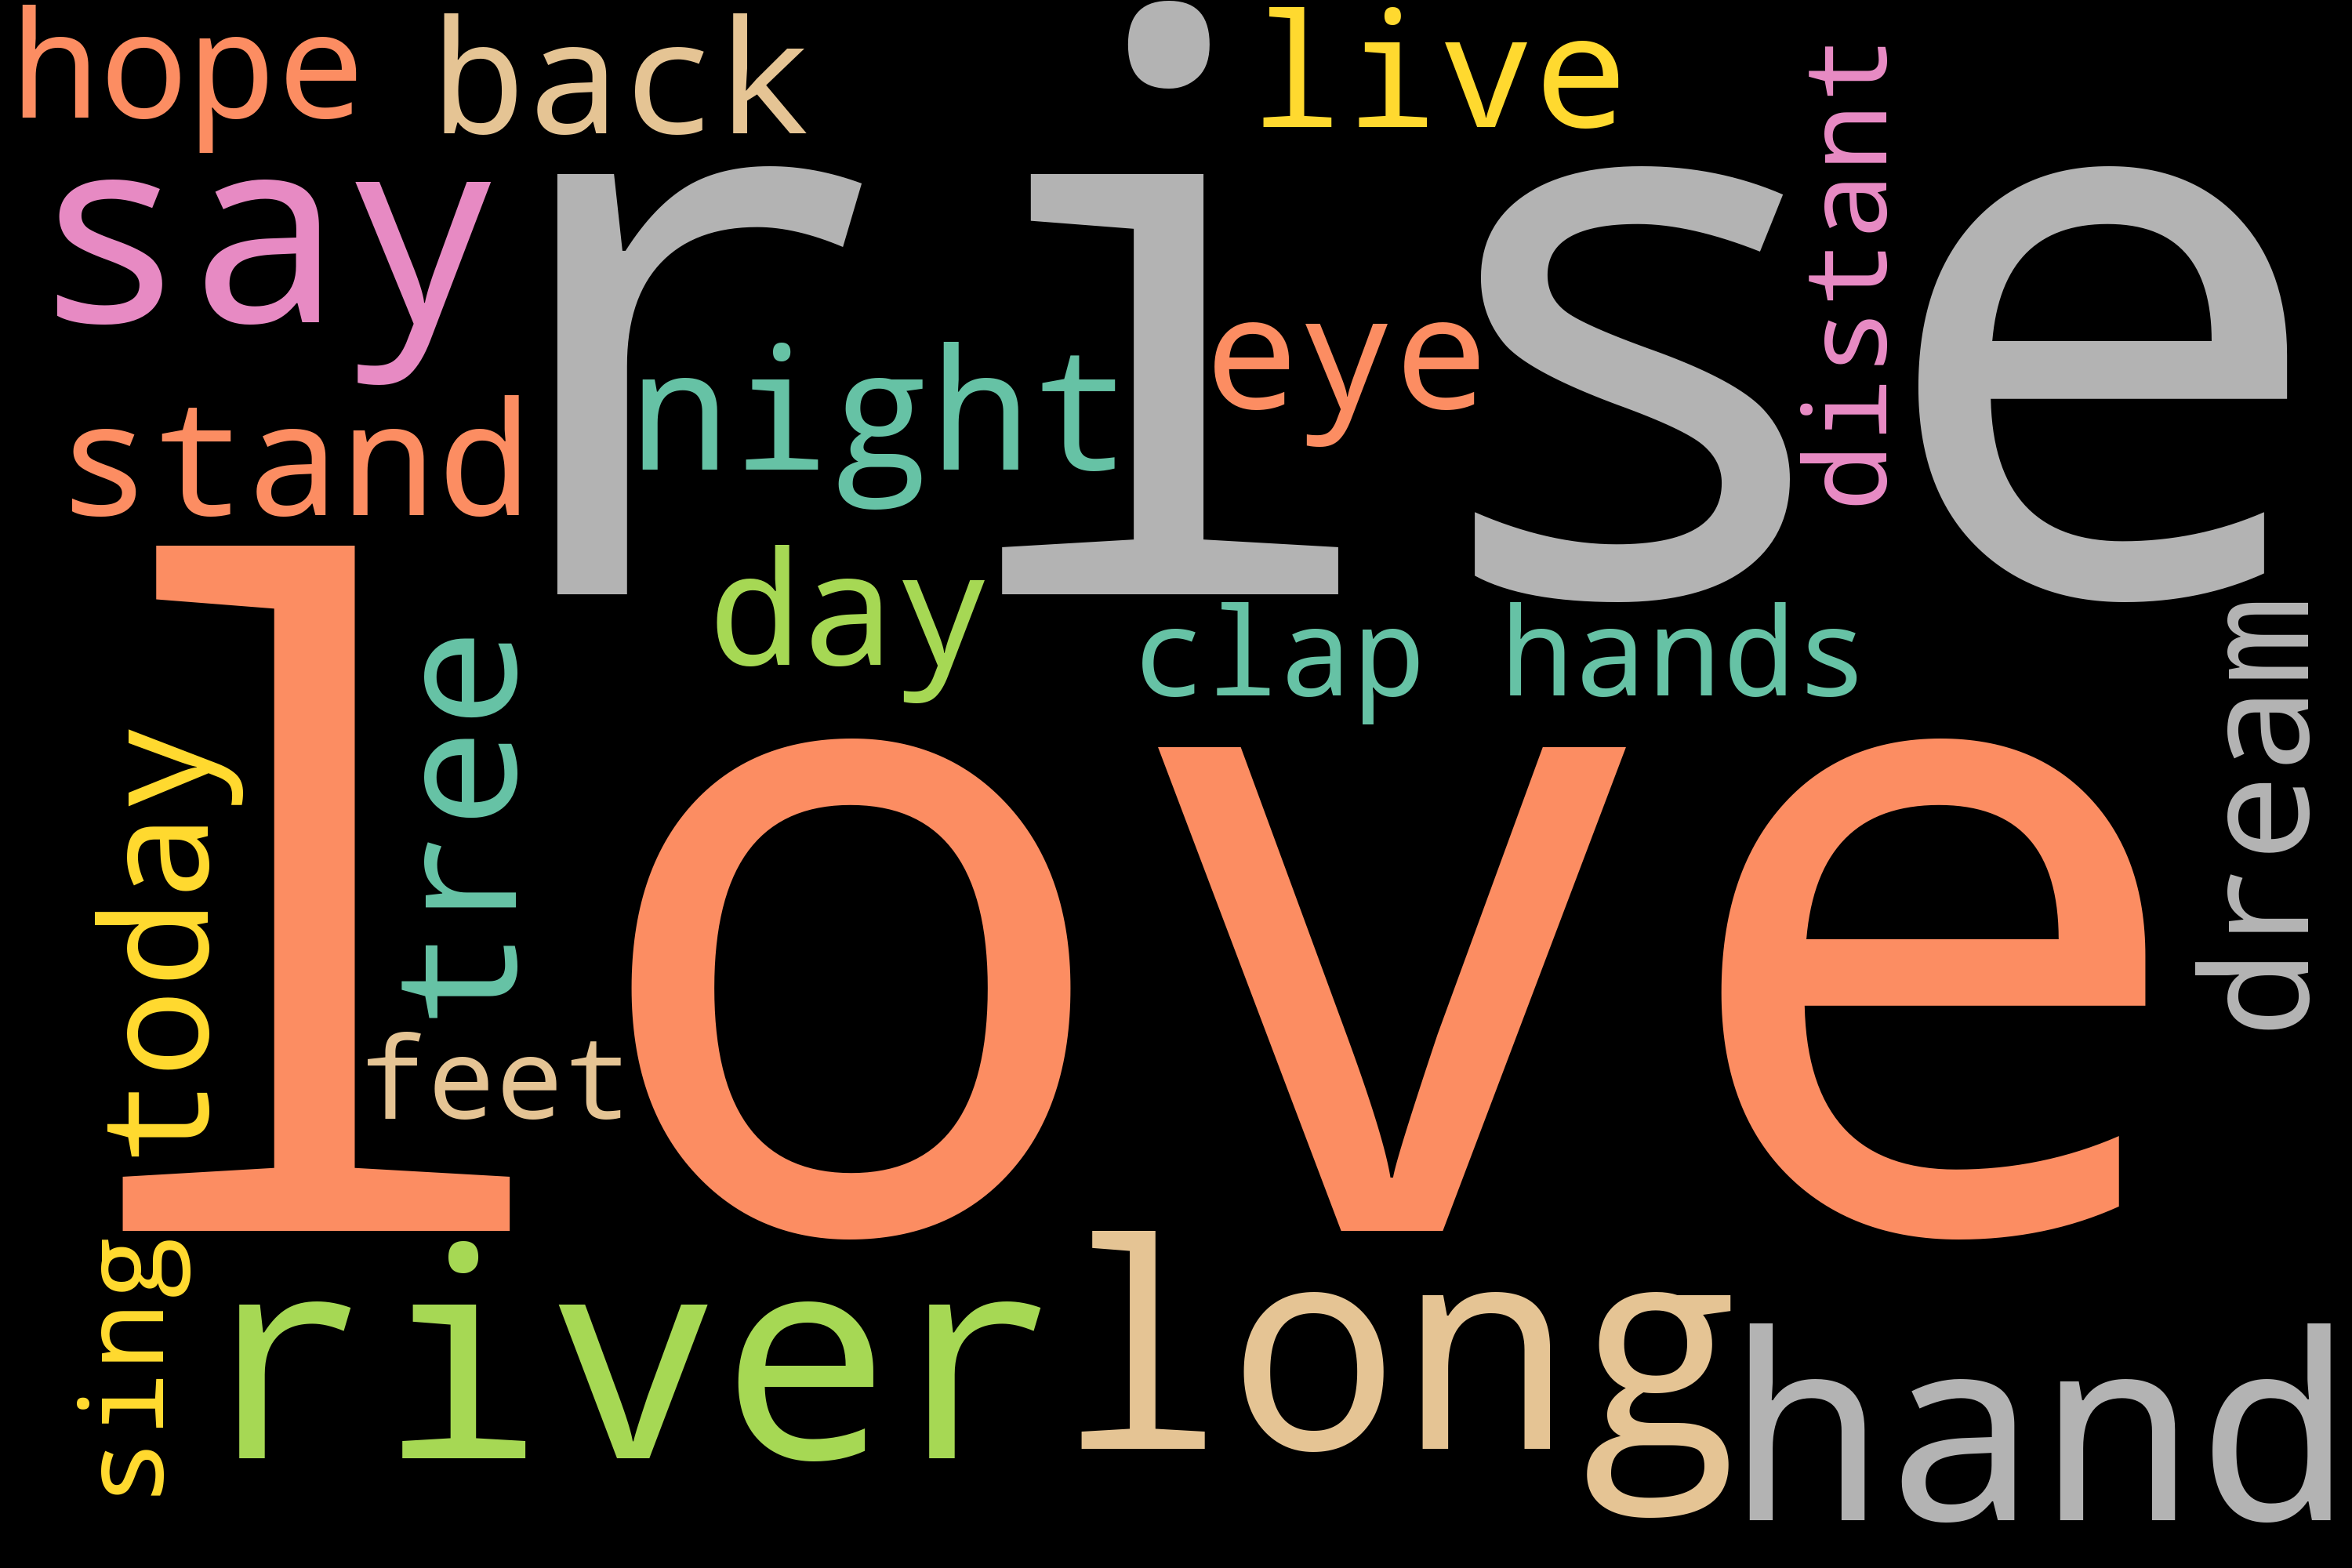 hope
back
live
distant
say
rise
night
eye
stand
day
clap hands
dream
love
tree
today
feet
sing
river
long
hand